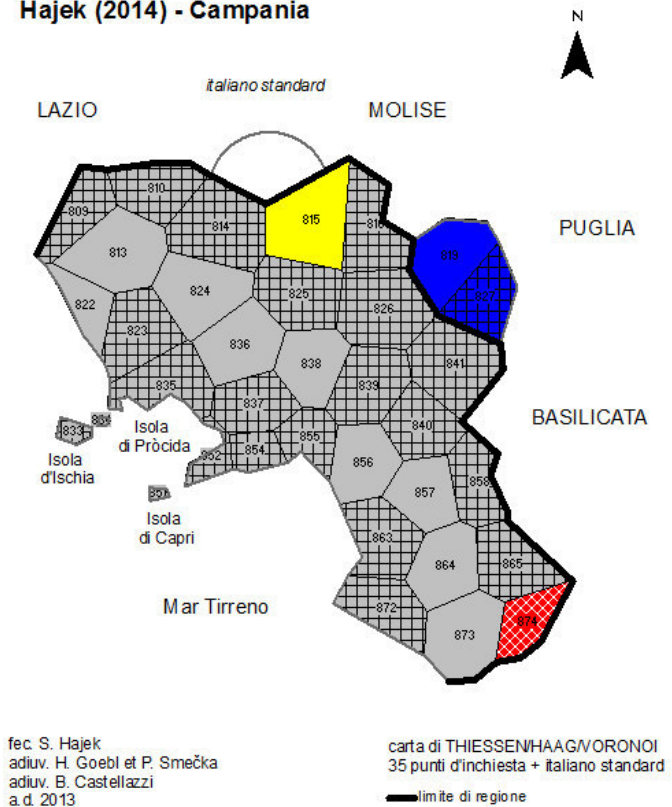 Hajek (2014) - Campania
N
italiano standard
LAZIO
MOLISE
810
809
814
815
PUGLIA
813
819
822
824
825
827
823
826
836
838
841
835
839
837
840
BASILICATA
833
Isola
di Pròcida
Isola
d'Ischia
854
855
856
858
857
Isola
di Capri
863
864
865
Mar Tirreno
872
873
874
fec. S. Hajek
adiuv. H. Goebl et P. Smečka
adiuv. B. Castellazzi
a.d. 2013
carta di THIESSEN/HAAG/VORONOI
35 punti d'inchiesta + italiano standard
limite di regione